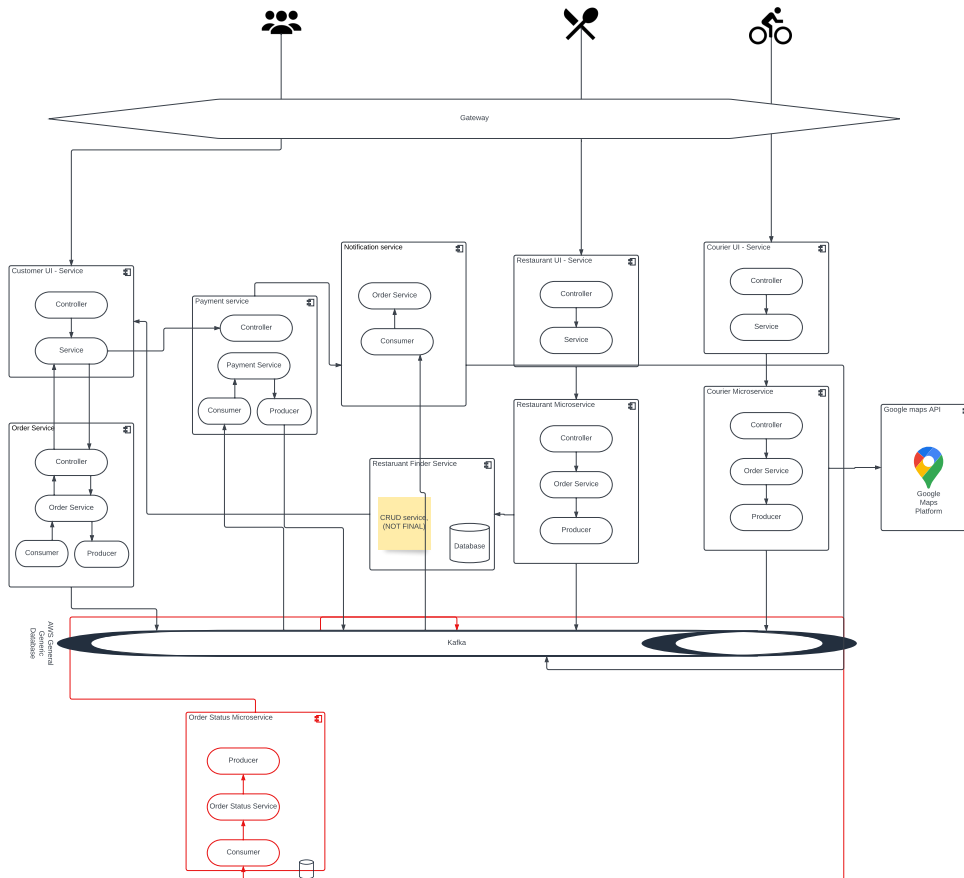 Gateway
Customer UI - Service
Controller
Service
Payment service
Controller
Payment Service
Consumer
Producer
Notification service
Order Service
Consumer
Restaurant UI - Service
Controller
Service
Courier UI - Service
Controller
Service
Order Service
Controller
Order Service
Consumer
Producer
Restaruant Finder Service
CRUD service,
(NOT FINAL)
Database
Restaurant Microservice
Controller
Order Service
Producer
Courier Microservice
Controller
Order Service
Producer
Google maps API
Google
Maps
Platform
AWS General
Generic
Database
Kafka
Order Status Microservice
Producer
Order Status Service
Consumer